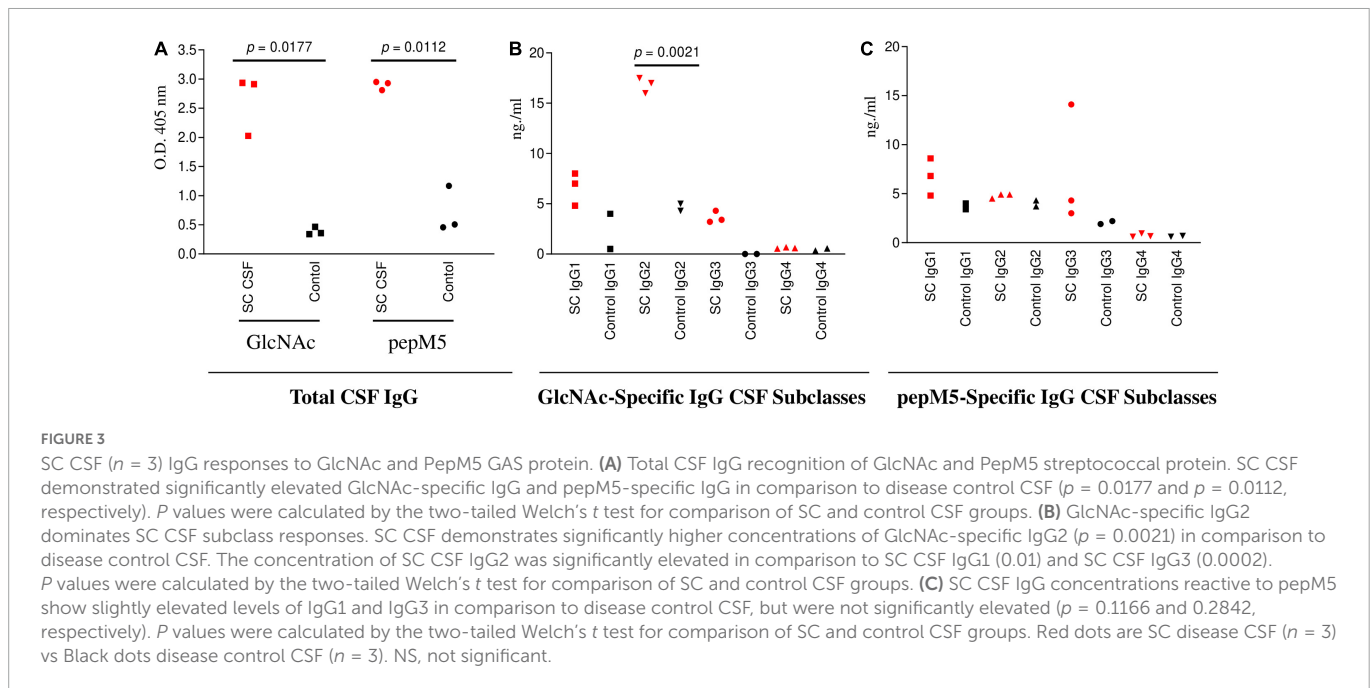 A
p = 0.0177
p = 0.0112
3.5
3.0
2.5
2.0
1.5
1.0
0.5
0.0
O.D. 405 nm
SC CSF
Contol
SC CSF
Contol
GlcNAc
pepM5
Total CSF IgG
B
p = 0.0021
20
15
10
5
0
ng./ml
SC IgG1
Control IgG1
SC IgG2
Control IgG2
SC IgG3
Control IgG3
SC IgG4
Control IgG4
GlcNAc-Specific IgG CSF Subclasses
C
20
15
10
5
0
ng./ml
SC IgG1
Control IgG1
SC IgG2
Control IgG2
SC IgG3
Control IgG3
SC IgG4
Control IgG4
pepM5-Specific IgG CSF Subclasses
FIGURE 3
SC CSF (n = 3) IgG responses to GlcNAc and PepM5 GAS protein. (A) Total CSF IgG recognition of GlcNAc and PepM5 streptococcal protein. SC CSF
demonstrated significantly elevated GlcNAc-specific IgG and pepM5-specific IgG in comparison to disease control CSF (p = 0.0177 and p = 0.0112,
respectively). P values were calculated by the two-tailed Welch's t test for comparison of SC and control CSF groups. (B) GlcNAc-specific IgG2
dominates SC CSF subclass responses. SC CSF demonstrates significantly higher concentrations of GlcNAc-specific IgG2 (p = 0.0021) in comparison to
disease control CSF. The concentration of SC CSF IgG2 was significantly elevated in comparison to SC CSF IgG1 (0.01) and SC CSF IgG3 (0.0002).
P values were calculated by the two-tailed Welch's t test for comparison of SC and control CSF groups. (C) SC CSF IgG concentrations reactive to pepM5
show slightly elevated levels of IgG1 and IgG3 in comparison to disease control CSF, but were not significantly elevated (p = 0.1166 and 0.2842,
respectively). P values were calculated by the two-tailed Welch's t test for comparison of SC and control CSF groups. Red dots are SC disease CSF (n = 3)
vs Black dots disease control CSF (n = 3). NS, not significant.